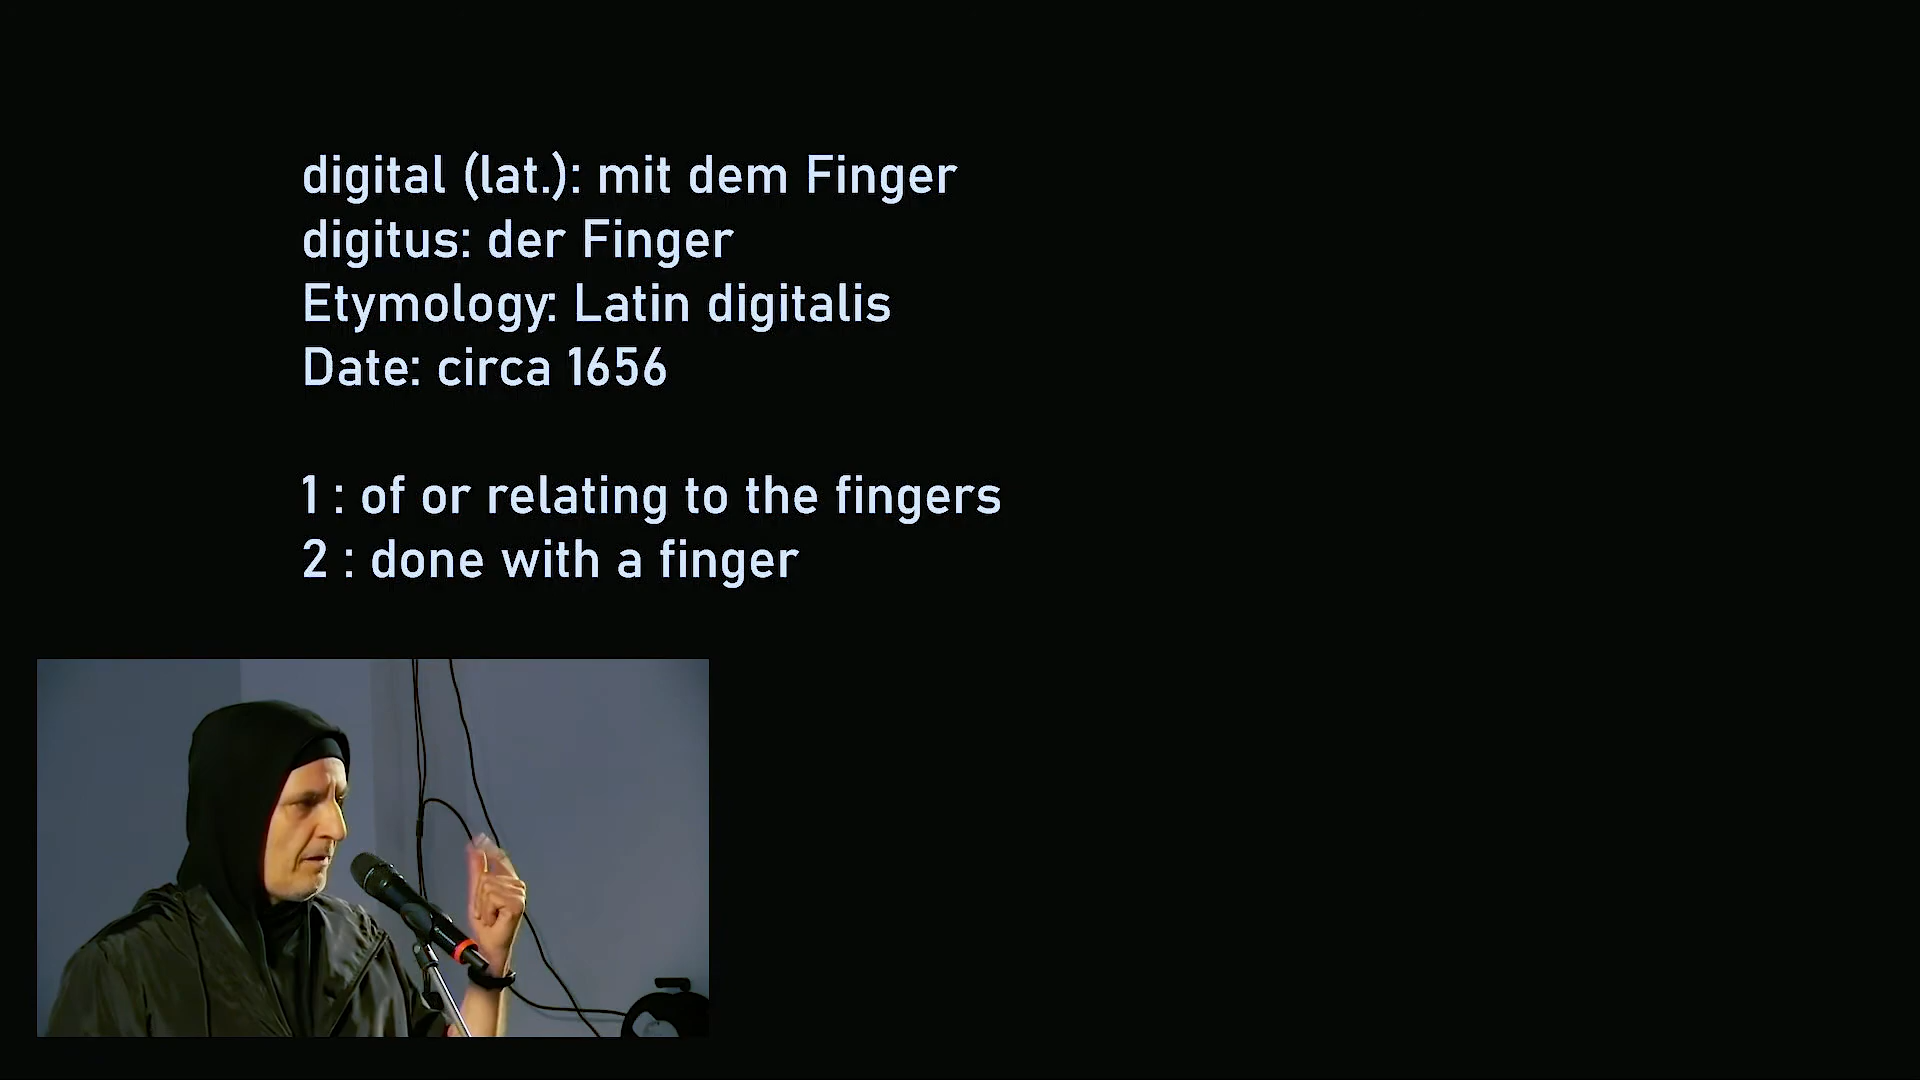 digital (lat.): mit dem Finger
digitus: der Finger
Etymology: Latin digitalis
Date: circa 1656
1 : of or relating to the fingers
2 : done with a finger